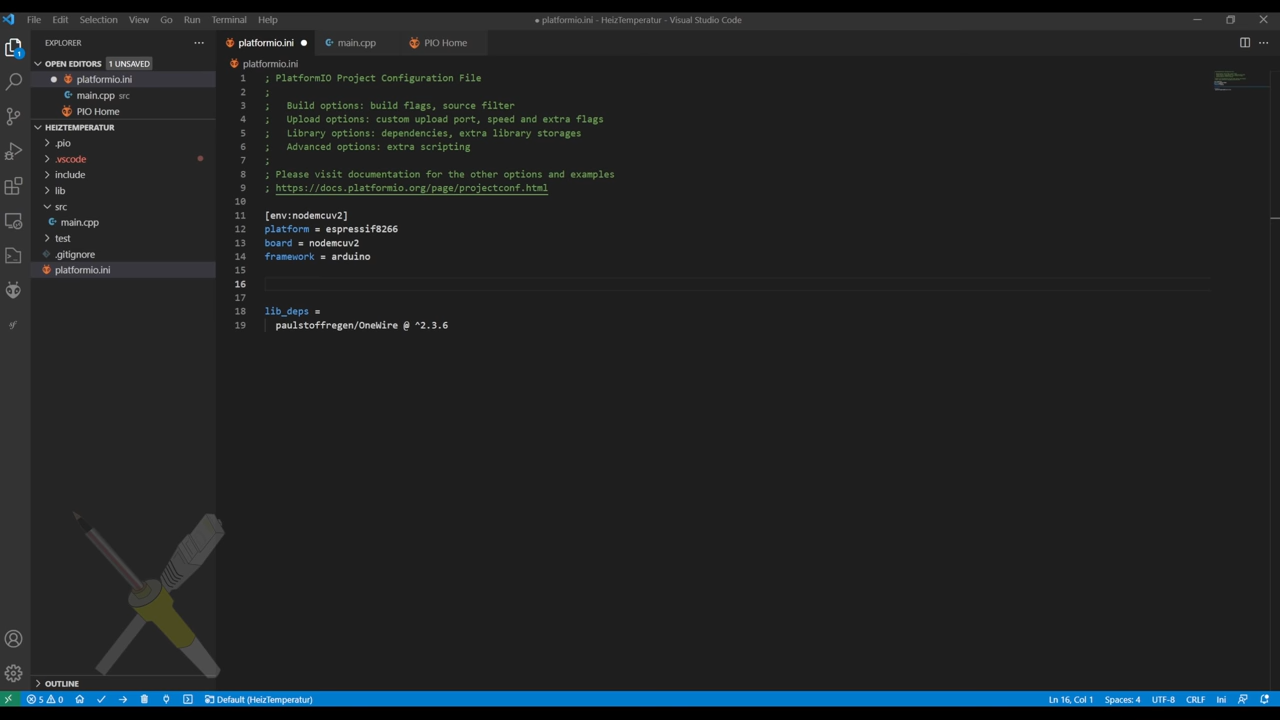 File Edit Selection View Go Run Terminal Help
● platformio.ini - HeizTemperatur - Visual Studio Code
EXPLORER
OPEN EDITORS 1 UNSAVED
platformio.ini
main.cpp src
PIO Home
HEIZTEMPERATUR
.pio
.vscode
include
lib
src
main.cpp
test
.gitignore
platformio.ini
OUTLINE
1
platformio.ini ● main.cpp PIO Home
platformio.ini
1 ; PlatformIO Project Configuration File
2 ;
3 ;   Build options: build flags, source filter
4 ;   Upload options: custom upload port, speed and extra flags
5 ;   Library options: dependencies, extra library storages
6 ;   Advanced options: extra scripting
7 ;
8 ; Please visit documentation for the other options and examples
9 ; https://docs.platformio.org/page/projectconf.html
10
11 [env:nodemcuv2]
12 platform = espressif8266
13 board = nodemcuv2
14 framework = arduino
15
16
17
18 lib_deps =
19   paulstoffregen/OneWire @ ^2.3.6
5 0 Default (HeizTemperatur) Ln 16, Col 1 Spaces: 4 UTF-8 CRLF Ini